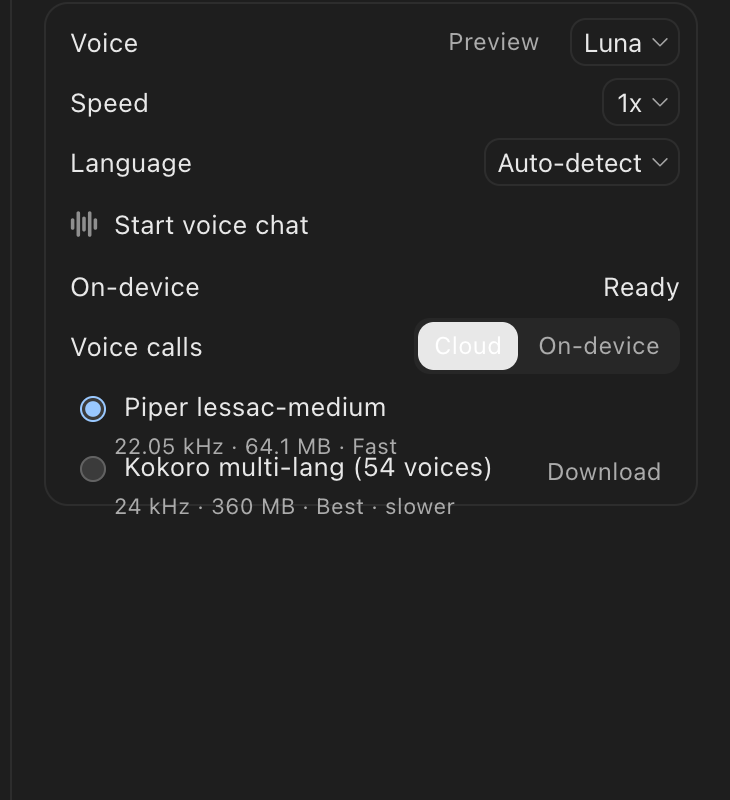 Voice Preview Luna
Speed 1x
Language Auto-detect
Start voice chat
On-device Ready
Voice calls Cloud On-device
Piper lessac-medium
22.05 kHz · 64.1 MB · Fast
Kokoro multi-lang (54 voices) Download
24 kHz · 360 MB · Best · slower